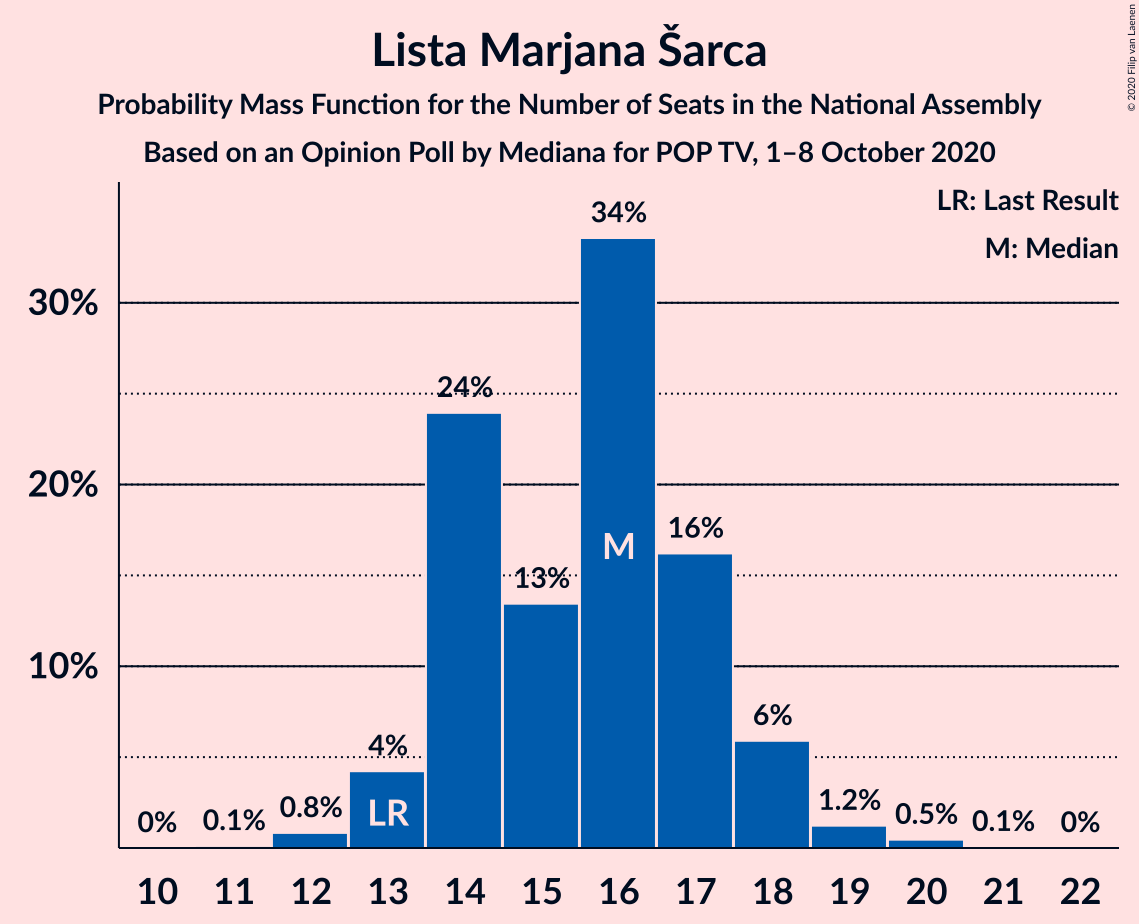 Lista Marjana Šarca
Probability Mass Function for the Number of Seats in the National Assembly
Based on an Opinion Poll by Mediana for POP TV, 1–8 October 2020
© 2020 Filip van Laenen
LR: Last Result
M: Median
30%
20%
10%
0%
0.1%
0.8%
4%
24%
13%
34%
16%
6%
1.2%
0.5%
0.1%
0%
LR
M
10 11 12 13 14 15 16 17 18 19 20 21 22